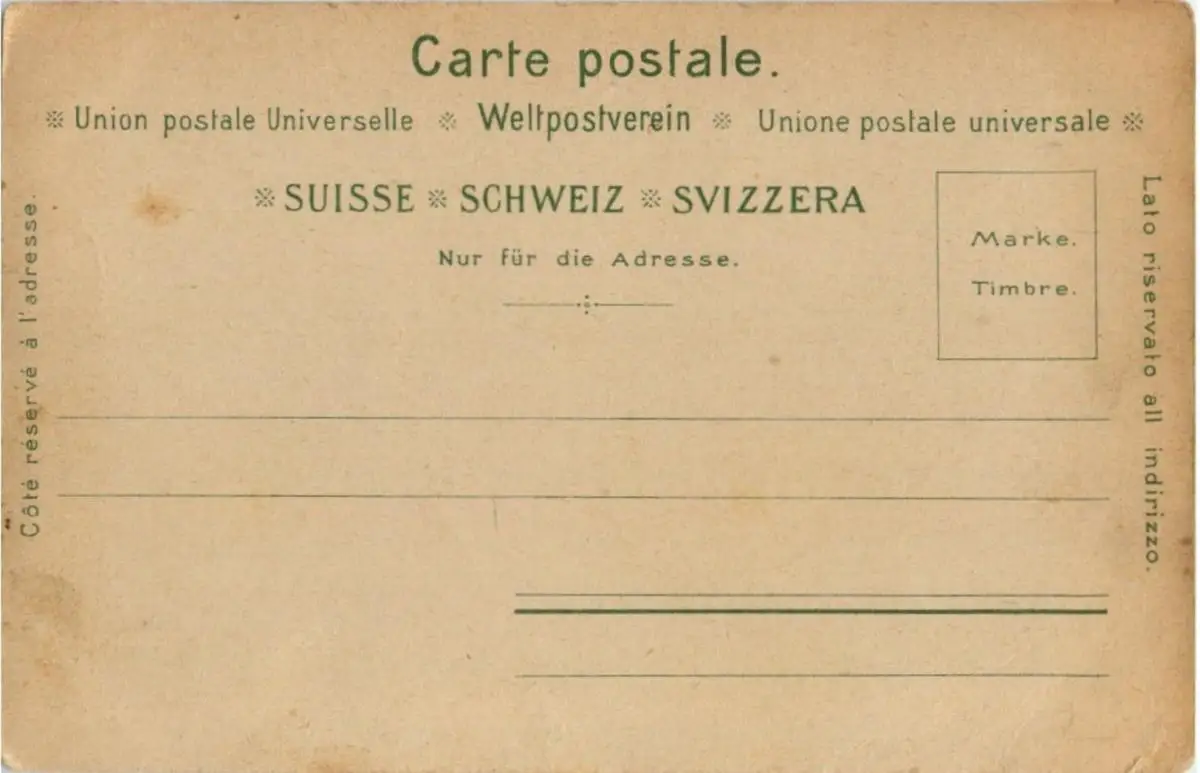 Carte postale.
※ Union postale Universelle ※ Weltpostverein ※ Unione postale universale ※
※ SUISSE ※ SCHWEIZ ※ SVIZZERA
Nur für die Adresse.
Marke.
Timbre.
Côté réservé à l'adresse.
Lato riservato all indirizzo.